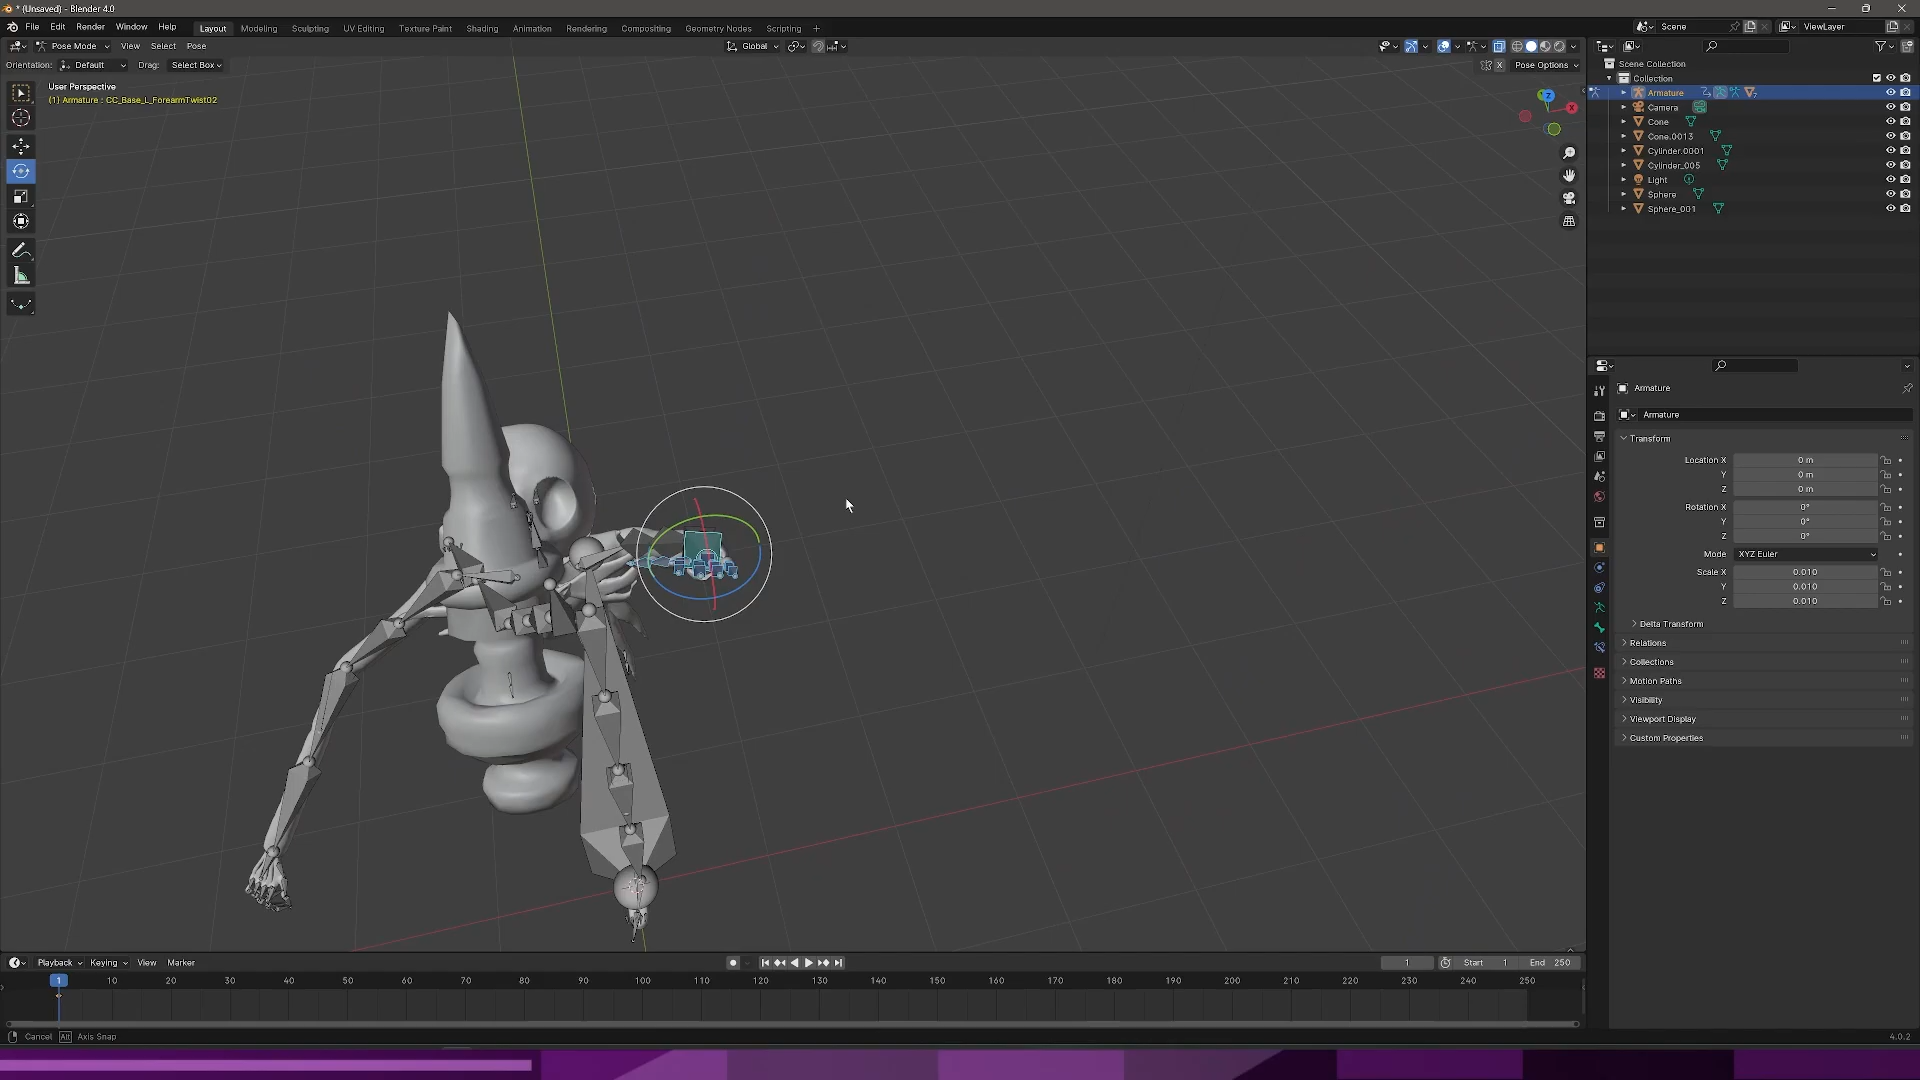 * (Unsaved) - Blender 4.0
File Edit Render Window Help Layout Modeling Sculpting UV Editing Texture Paint Shading Animation Rendering Compositing Geometry Nodes Scripting + Scene ViewLayer
Pose Mode View Select Pose Global
Orientation: Default Drag: Select Box X Pose Options
User Perspective
(1) Armature : CC_Base_L_ForearmTwist02
Z
X
Scene Collection
Collection
Armature
Camera
Cone
Cone.0013
Cylinder.0001
Cylinder_005
Light
Sphere
Sphere_001
Armature
Armature
Transform
Location X 0 m
Y 0 m
Z 0 m
Rotation X 0°
Y 0°
Z 0°
Mode XYZ Euler
Scale X 0.010
Y 0.010
Z 0.010
Delta Transform
Relations
Collections
Motion Paths
Visibility
Viewport Display
Custom Properties
Playback Keying View Marker 1 Start 1 End 250
1 10 20 30 40 50 60 70 80 90 100 110 120 130 140 150 160 170 180 190 200 210 220 230 240 250
Cancel Alt Axis Snap 4.0.2